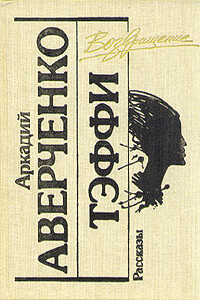 Возвращение
Аркадий
АВЕРЧЕНКО
ТЭФФИ
Рассказы